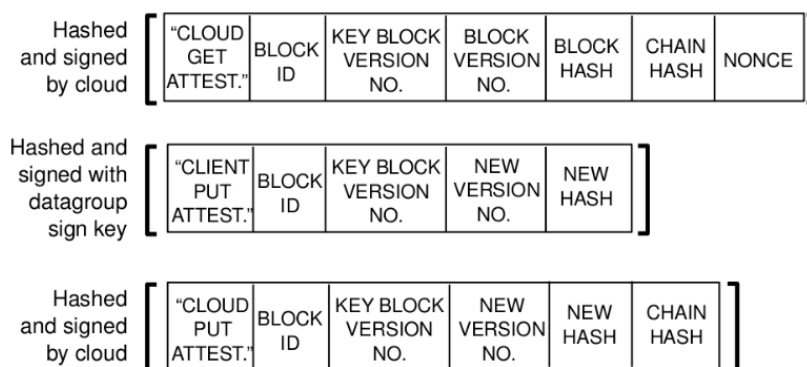 Hashed and signed by cloud
“CLOUD GET ATTEST.” BLOCK ID KEY BLOCK VERSION NO. BLOCK VERSION NO. BLOCK HASH CHAIN HASH NONCE
Hashed and signed with datagroup sign key
“CLIENT PUT ATTEST.” BLOCK ID KEY BLOCK VERSION NO. NEW VERSION NO. NEW HASH
Hashed and signed by cloud
“CLOUD PUT ATTEST.” BLOCK ID KEY BLOCK VERSION NO. NEW VERSION NO. NEW HASH CHAIN HASH